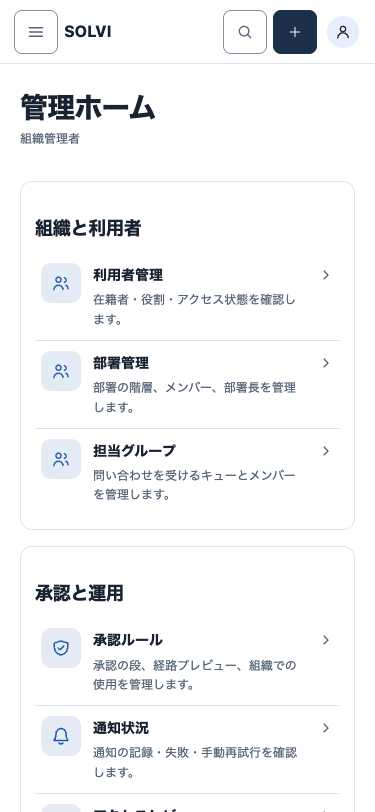 SOLVI
管理ホーム
組織管理者
組織と利用者
利用者管理
在籍者・役割・アクセス状態を確認し
ます。
部署管理
部署の階層、メンバー、部署長を管理
します。
担当グループ
問い合わせを受けるキューとメンバー
を管理します。
承認と運用
承認ルール
承認の段、経路プレビュー、組織での
使用を管理します。
通知状況
通知の記録・失敗・手動再試行を確認
します。